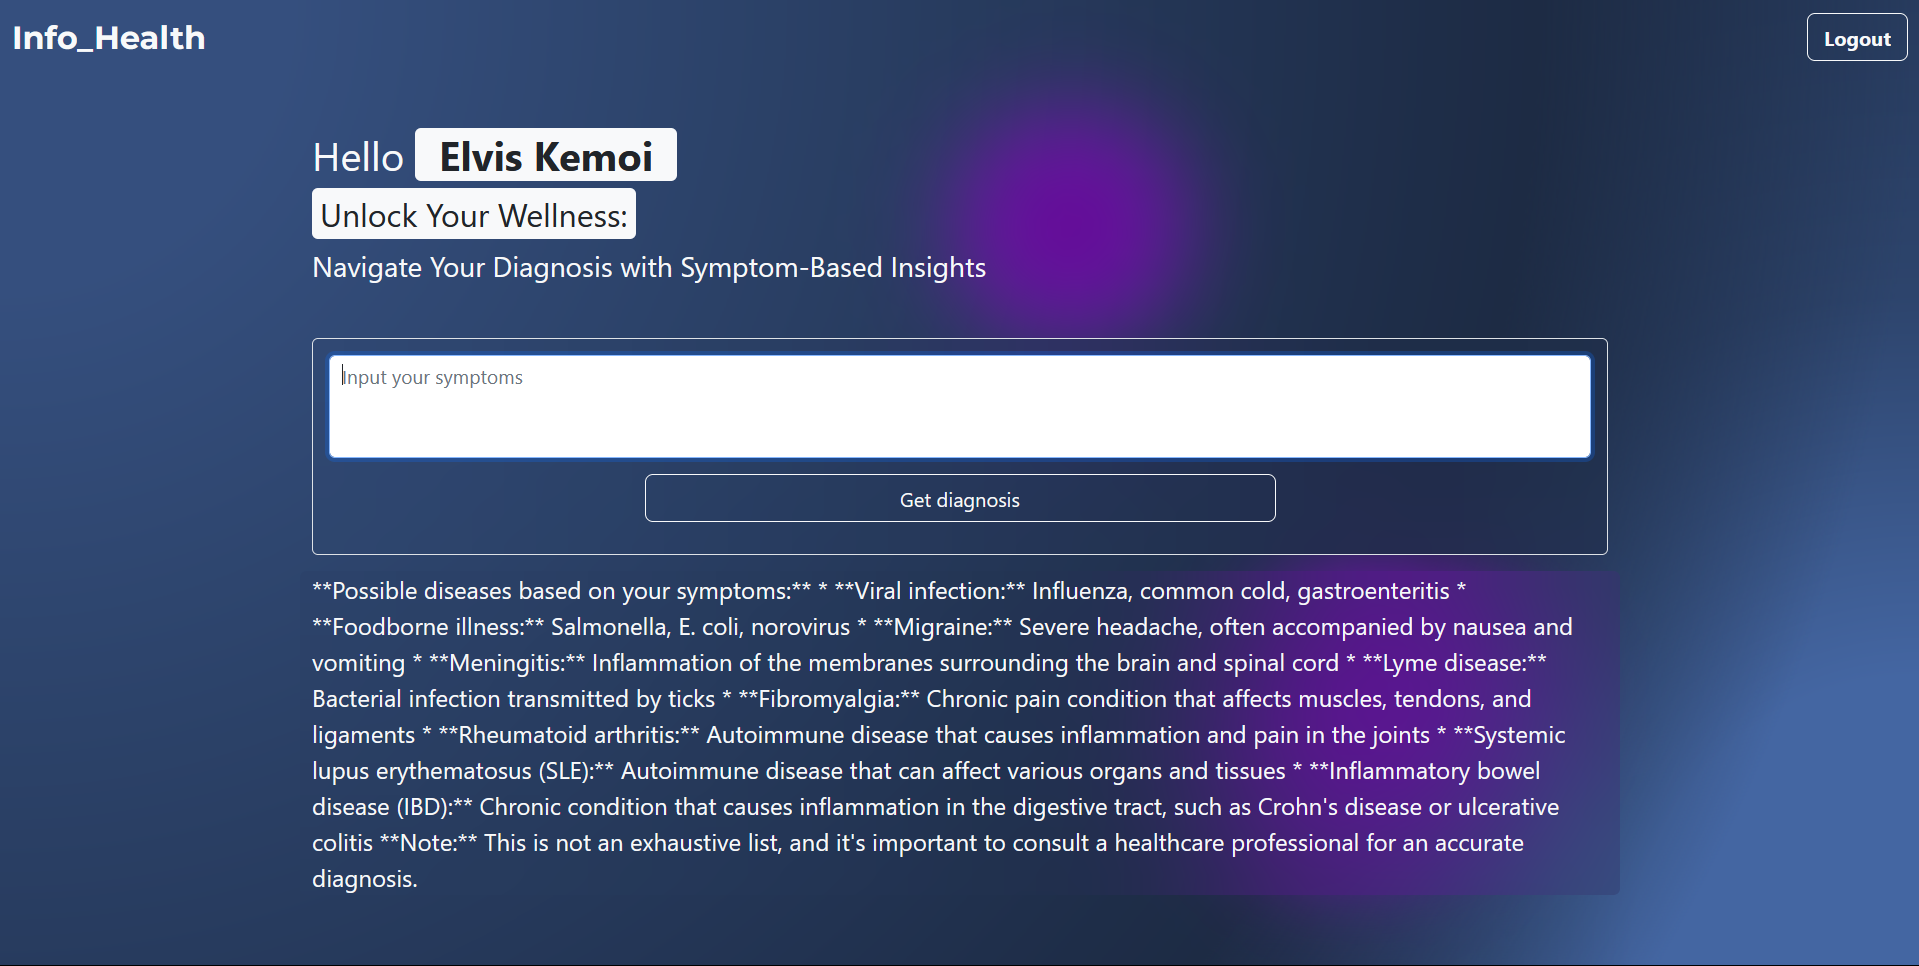 Info_Health
Logout
Hello Elvis Kemoi
Unlock Your Wellness:
Navigate Your Diagnosis with Symptom-Based Insights
Input your symptoms
Get diagnosis
**Possible diseases based on your symptoms:** * **Viral infection:** Influenza, common cold, gastroenteritis *
**Foodborne illness:** Salmonella, E. coli, norovirus * **Migraine:** Severe headache, often accompanied by nausea and
vomiting * **Meningitis:** Inflammation of the membranes surrounding the brain and spinal cord * **Lyme disease:**
Bacterial infection transmitted by ticks * **Fibromyalgia:** Chronic pain condition that affects muscles, tendons, and
ligaments * **Rheumatoid arthritis:** Autoimmune disease that causes inflammation and pain in the joints * **Systemic
lupus erythematosus (SLE):** Autoimmune disease that can affect various organs and tissues * **Inflammatory bowel
disease (IBD):** Chronic condition that causes inflammation in the digestive tract, such as Crohn's disease or ulcerative
colitis **Note:** This is not an exhaustive list, and it's important to consult a healthcare professional for an accurate
diagnosis.